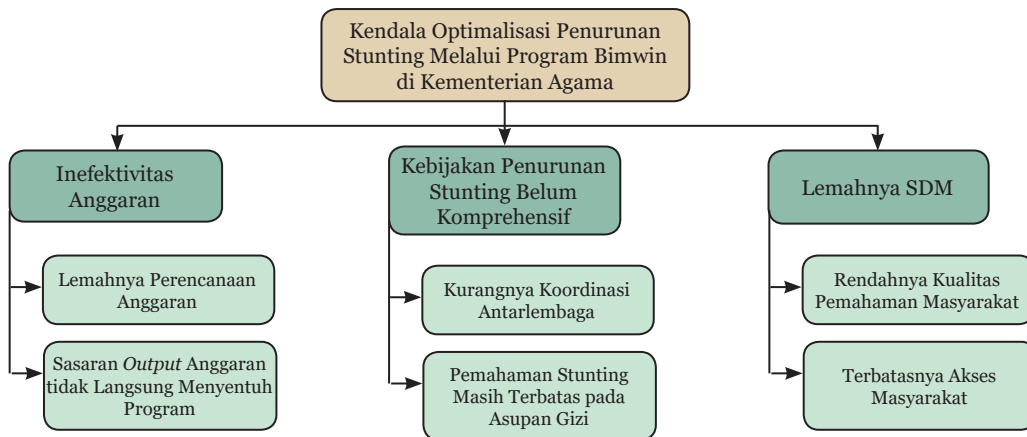 Kendala Optimalisasi Penurunan
Stunting Melalui Program Bimwin
di Kementerian Agama
Inefektivitas
Anggaran
Lemahnya Perencanaan
Anggaran
Sasaran Output Anggaran
tidak Langsung Menyentuh
Program
Kebijakan Penurunan
Stunting Belum
Komprehensif
Kurangnya Koordinasi
Antarlembaga
Pemahaman Stunting
Masih Terbatas pada
Asupan Gizi
Lemahnya SDM
Rendahnya Kualitas
Pemahaman Masyarakat
Terbatasnya Akses
Masyarakat